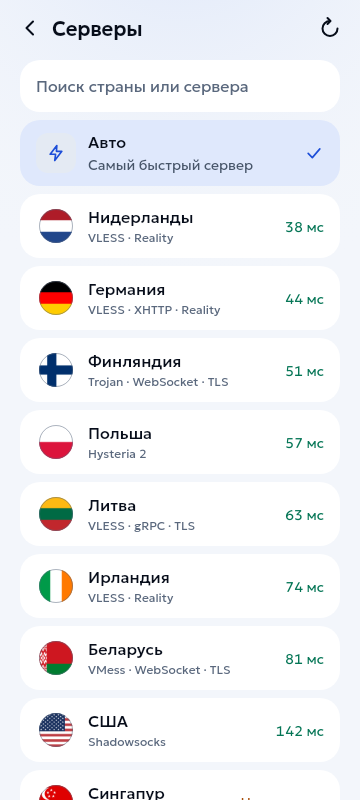 Серверы
Поиск страны или сервера
Авто
Самый быстрый сервер
Нидерланды
VLESS · Reality
38 мс
Германия
VLESS · XHTTP · Reality
44 мс
Финляндия
Trojan · WebSocket · TLS
51 мс
Польша
Hysteria 2
57 мс
Литва
VLESS · gRPC · TLS
63 мс
Ирландия
VLESS · Reality
74 мс
Беларусь
VMess · WebSocket · TLS
81 мс
США
Shadowsocks
142 мс
Сингапур